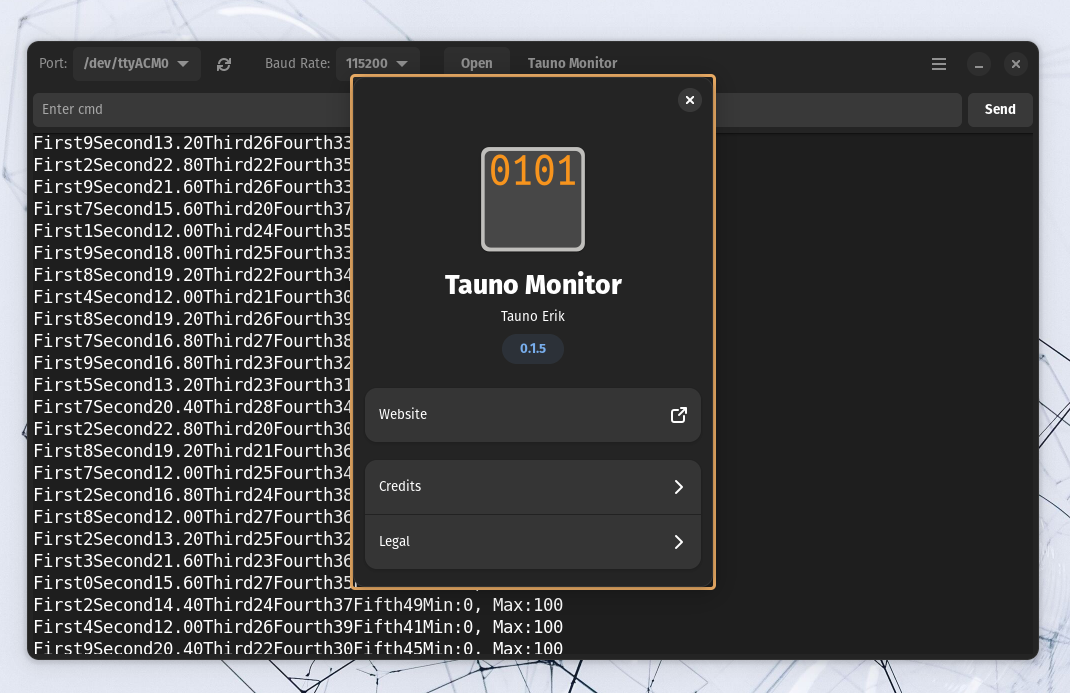 Port: /dev/ttyACM0 Baud Rate: 115200 Open Tauno Monitor
Enter cmd Send
First9Second13.20Third26Fourth33
First2Second22.80Third22Fourth35
First9Second21.60Third26Fourth33
First7Second15.60Third20Fourth37
First1Second12.00Third24Fourth35
First9Second18.00Third25Fourth33
First8Second19.20Third22Fourth34
First4Second12.00Third21Fourth30
First8Second19.20Third26Fourth39
First7Second16.80Third27Fourth38
First9Second16.80Third23Fourth32
First5Second13.20Third23Fourth31
First7Second20.40Third28Fourth34
First2Second22.80Third20Fourth30
First8Second19.20Third21Fourth36
First7Second12.00Third25Fourth34
First2Second16.80Third24Fourth38
First8Second12.00Third27Fourth36
First2Second13.20Third25Fourth32
First3Second21.60Third23Fourth36
First0Second15.60Third27Fourth35
First2Second14.40Third24Fourth37Fifth49Min:0, Max:100
First4Second12.00Third26Fourth39Fifth41Min:0, Max:100
First9Second20.40Third22Fourth30Fifth45Min:0, Max:100
0101
Tauno Monitor
Tauno Erik
0.1.5
Website
Credits
Legal